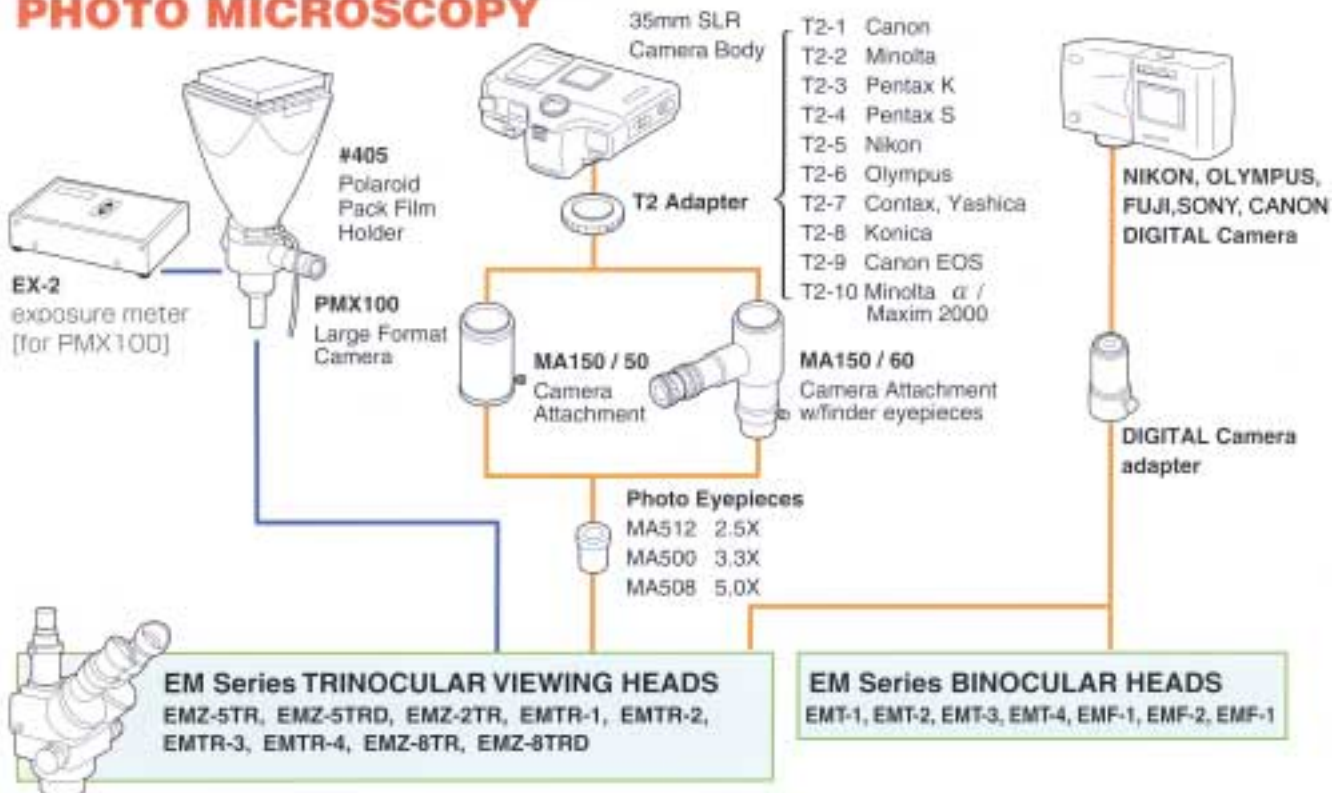 PHOTO MICROSCOPY
35mm SLR
Camera Body
T2-1 Canon
T2-2 Minolta
T2-3 Pentax K
T2-4 Pentax S
T2-5 Nikon
T2-6 Olympus
T2-7 Contax, Yashica
T2-8 Konica
T2-9 Canon EOS
T2-10 Minolta α /
Maxim 2000
T2 Adapter
#405
Polaroid
Pack Film
Holder
EX-2
exposure meter
[for PMX100]
PMX100
Large Format
Camera
MA150 / 50
Camera
Attachment
MA150 / 60
Camera Attachment
w/finder eyepieces
NIKON, OLYMPUS,
FUJI,SONY, CANON
DIGITAL Camera
DIGITAL Camera
adapter
Photo Eyepieces
MA512 2.5X
MA500 3.3X
MA508 5.0X
EM Series TRINOCULAR VIEWING HEADS
EMZ-5TR, EMZ-5TRD, EMZ-2TR, EMTR-1, EMTR-2,
EMTR-3, EMTR-4, EMZ-8TR, EMZ-8TRD
EM Series BINOCULAR HEADS
EMT-1, EMT-2, EMT-3, EMT-4, EMF-1, EMF-2, EMF-1